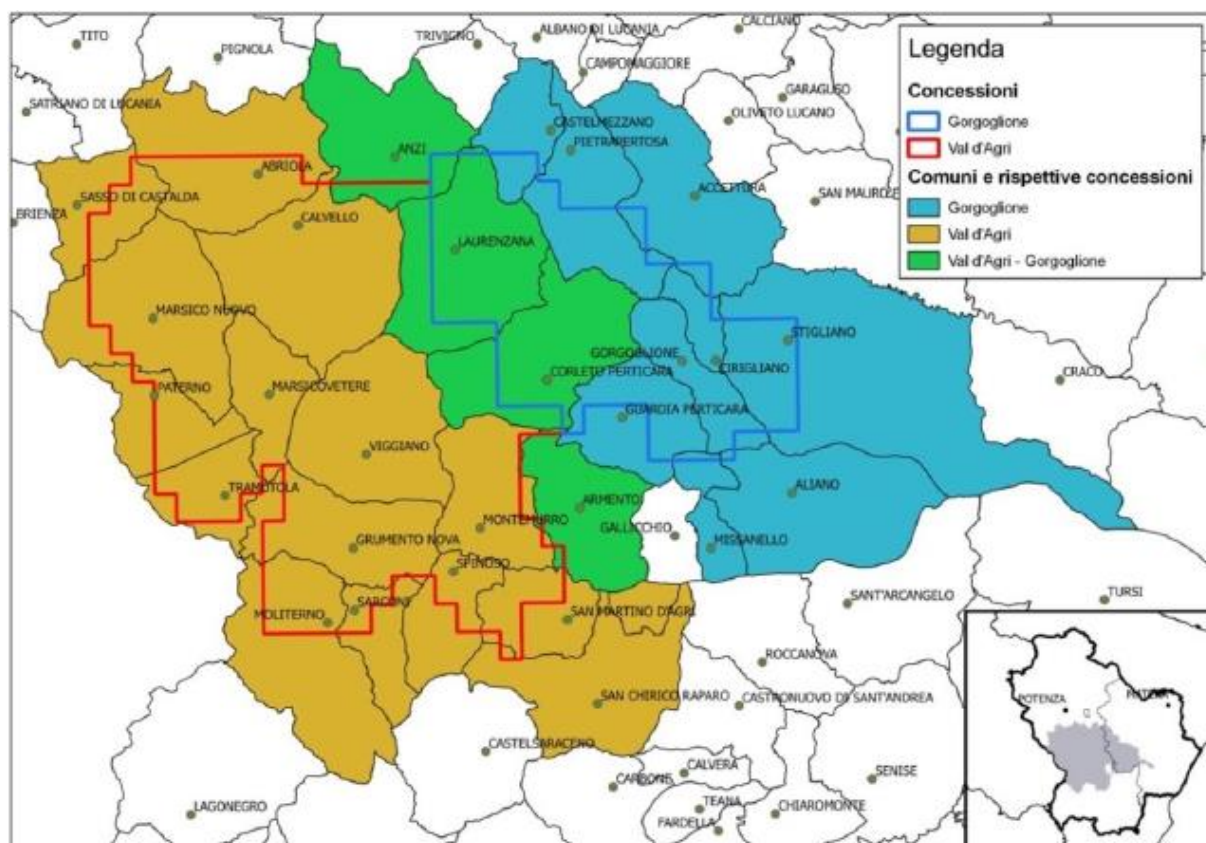 TITO
PIGNOLA
TRIVIGNO
ALBANO DI LUCANIA
CALCIANO
CAMPOMAGGIORE
SATRIANO DI LUCANIA
GARAGUSO
OLIVETO LUCANO
CASTELMEZZANO
PIETRAPERTOSA
ANZI
ABRIOLA
ACCETTURA
SAN MAURO
SASSO DI CASTALDA
BRIENZA
CALVELLO
LAURENZANA
MARSICO NUOVO
STIGLIANO
GORGOGLIONE
CIRIGLIANO
CORLETO PERTICARA
CRACO
PATERNO
MARSICOVETERE
GUARDIA PERTICARA
VIGGIANO
TRAMUTOLA
ALIANO
ARMENTO
MONTEMURRO
GALLICCHIO
GRUMENTO NOVA
MISSANELLO
SPINOSO
SANT'ARCANGELO
TURSI
SARCONI
MOLITERNO
SAN MARTINO D'AGRI
ROCCANOVA
SAN CHIRICO RAPARO
CASTRONUOVO DI SANT'ANDREA
CASTELSARACENO
CALVERA
CARBONE
SENISE
TEANA
LAGONEGRO
CHIAROMONTE
FARDELLA
Legenda
Concessioni
Gorgoglione
Val d'Agri
Comuni e rispettive concessioni
Gorgoglione
Val d'Agri
Val d'Agri - Gorgoglione
POTENZA
MATERA